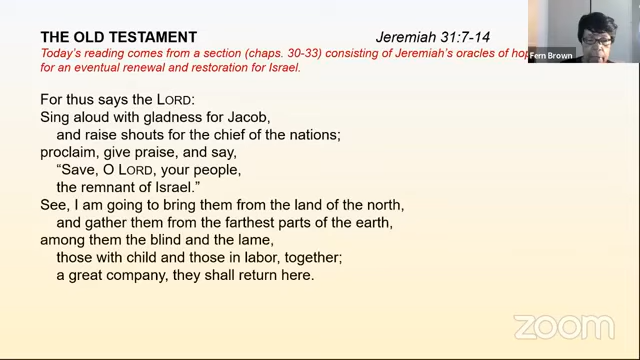 THE OLD TESTAMENT Jeremiah 31:7-14
Today's reading comes from a section (chaps. 30-33) consisting of Jeremiah's oracles of
for an eventual renewal and restoration for Israel.
Fern Brown
For thus says the LORD:
Sing aloud with gladness for Jacob,
and raise shouts for the chief of the nations;
proclaim, give praise, and say,
“Save, O LORD, your people,
the remnant of Israel.”
See, I am going to bring them from the land of the north,
and gather them from the farthest parts of the earth,
among them the blind and the lame,
those with child and those in labor, together;
a great company, they shall return here.
zoom